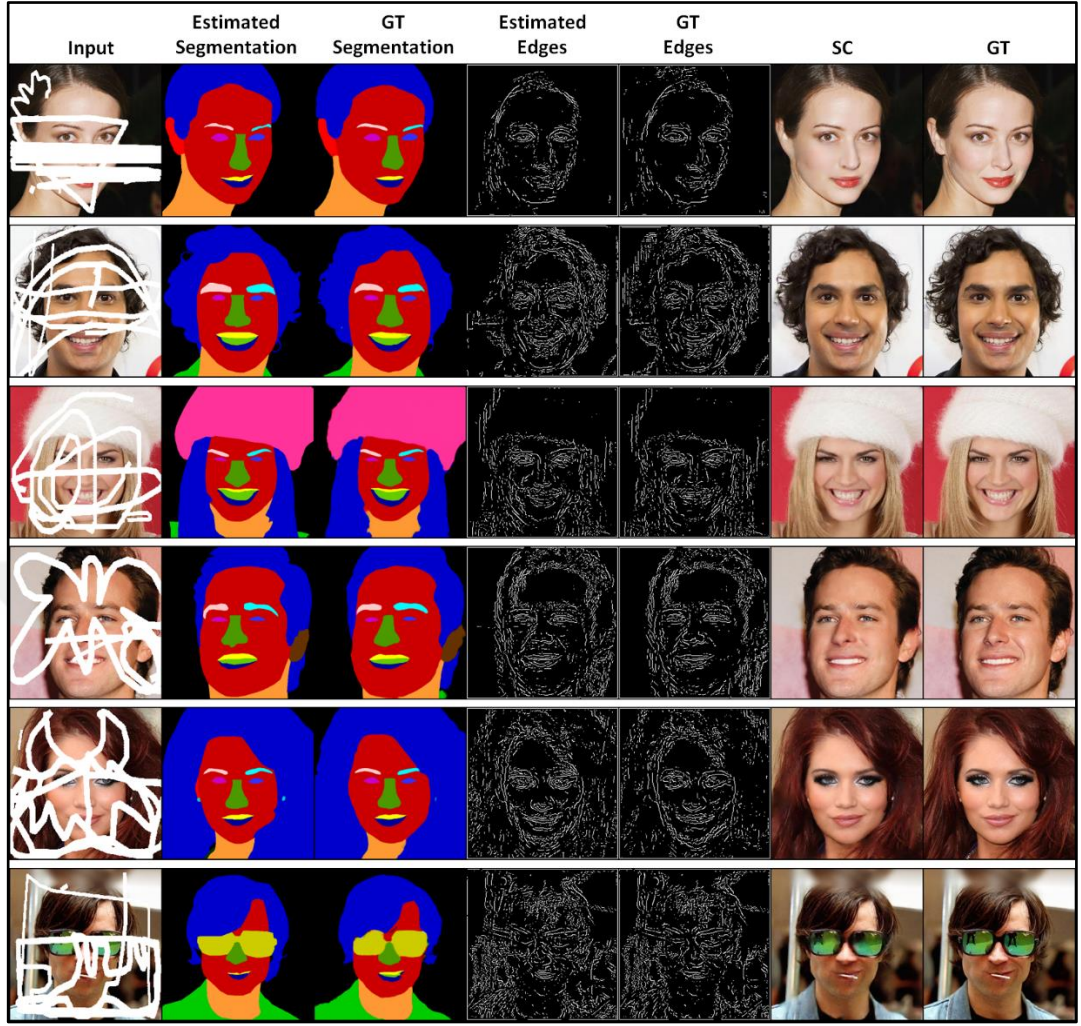 Input
Estimated Segmentation
GT Segmentation
Estimated Edges
GT Edges
SC
GT